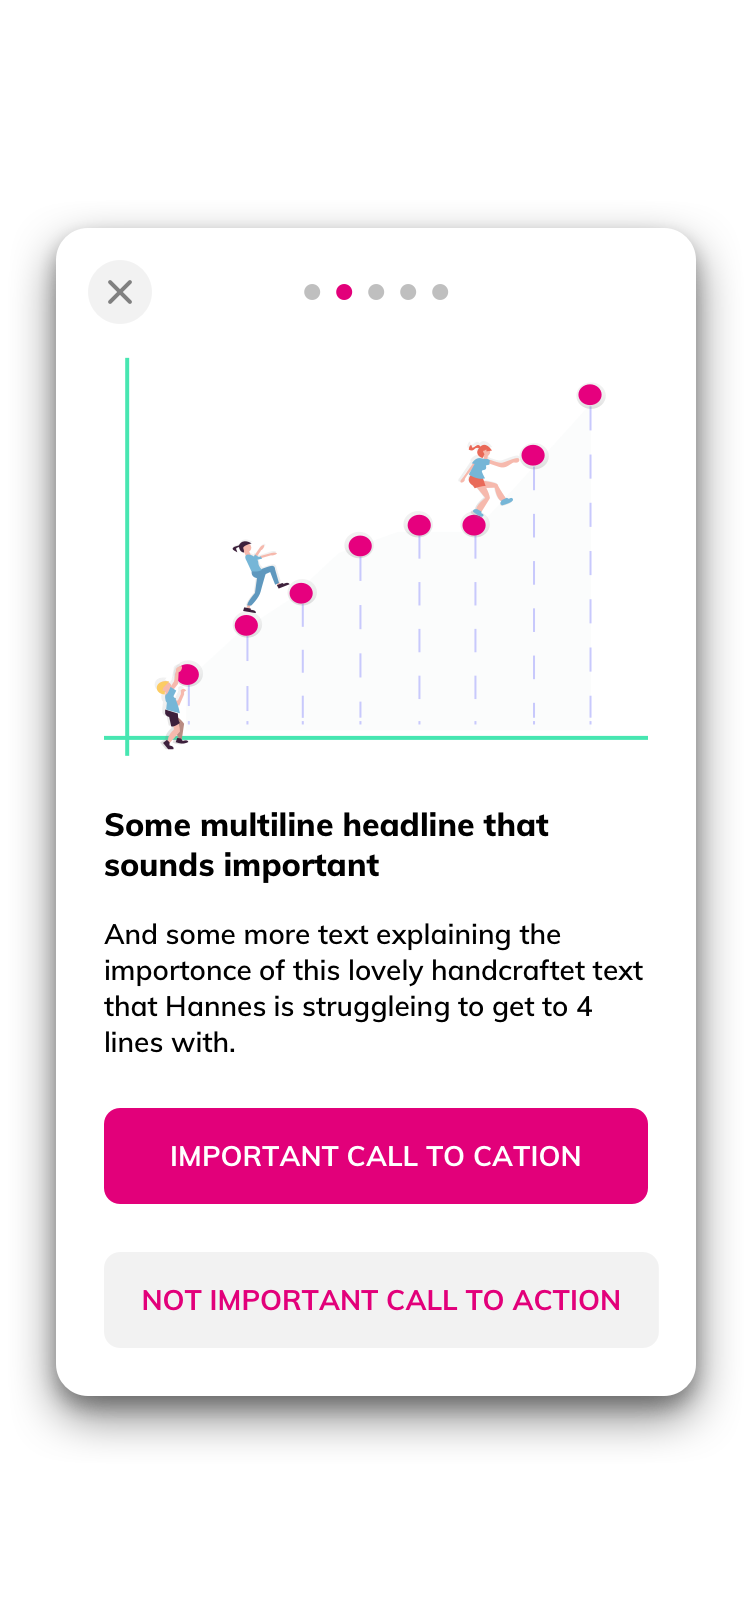 Some multiline headline that
sounds important
And some more text explaining the
importonce of this lovely handcraftet text
that Hannes is struggleing to get to 4
lines with.
IMPORTANT CALL TO CATION
NOT IMPORTANT CALL TO ACTION